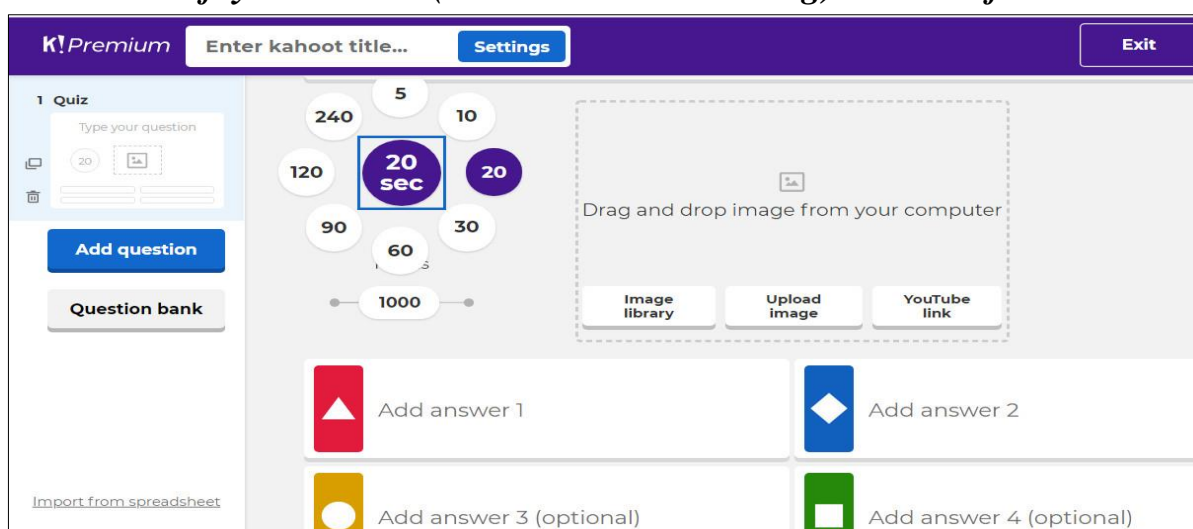 K! Premium
Enter kahoot title...
Settings
Exit
1 Quiz
Type your question
20
Add question
Question bank
Import from spreadsheet
5
240
10
120
20
sec
20
90
30
60
1000
Drag and drop image from your computer
Image
library
Upload
image
YouTube
link
Add answer 1
Add answer 2
Add answer 3 (optional)
Add answer 4 (optional)